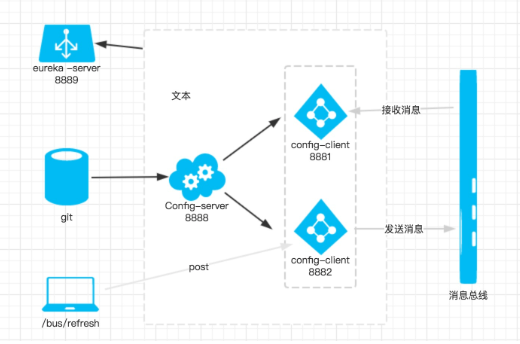 eureka -server
8889
文本
接收消息
config-client
8881
Config-server
8888
git
发送消息
config-client
8882
post
消息总线
/bus/refresh